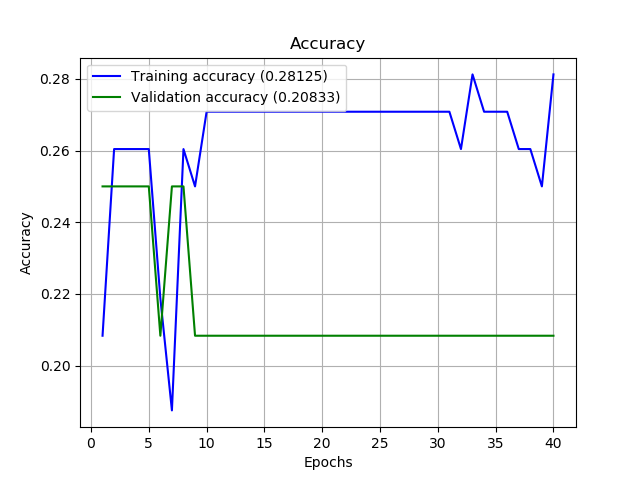 Accuracy
Training accuracy (0.28125)
Validation accuracy (0.20833)
0.28
0.26
0.24
0.22
0.20
Accuracy
0 5 10 15 20 25 30 35 40
Epochs